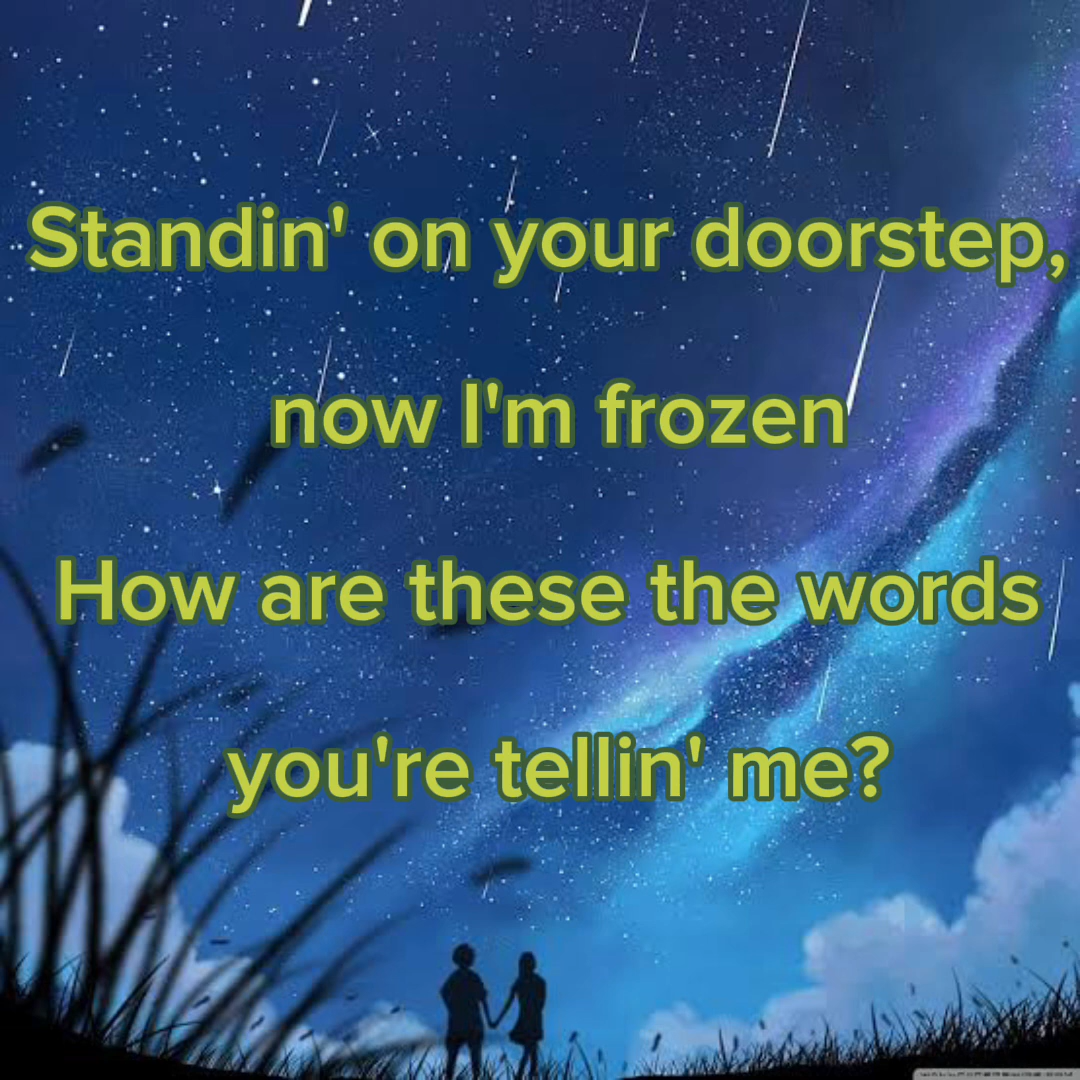 Standin' on your doorstep,
now I'm frozen
How are these the words
you're tellin' me?